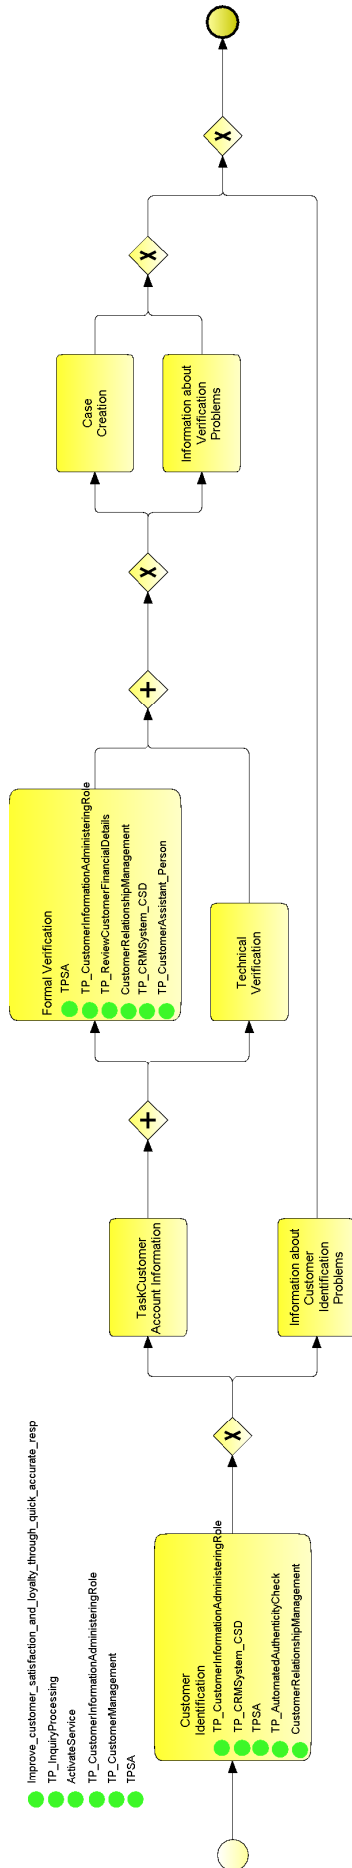 Improve_customer_satisfaction_and_loyalty_through_quick_accurate_resp
TP_InquiryProcessing
ActivateService
TP_CustomerInformationAdministeringRole
TP_CustomerManagement
TPSA
Customer
Identification
TP_CustomerInformationAdministeringRole
TP_CRMSystem_CSD
TPSA
TP_AutomatedAuthenticityCheck
CustomerRelationshipManagement
TaskCustomer
Account Information
Information about
Customer
Identification
Problems
Formal Verification
TPSA
TP_CustomerInformationAdministeringRole
TP_ReviewCustomerFinancialDetails
CustomerRelationshipManagement
TP_CRMSystem_CSD
TP_CustomerAssistant_Person
Technical
Verification
Case
Creation
Information about
Verification
Problems